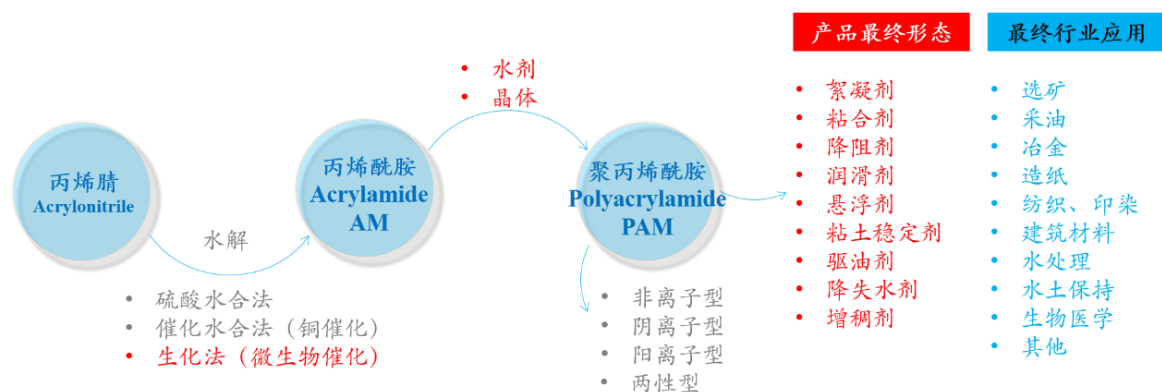 丙烯腈
Acrylonitrile
水解
硫酸水合法
催化水合法（铜催化）
生化法（微生物催化）
丙烯酰胺
Acrylamide
AM
水剂
晶体
聚丙烯酰胺
Polyacrylamide
PAM
非离子型
阴离子型
阳离子型
两性型
产品最终形态
絮凝剂
粘合剂
降阻剂
润滑剂
悬浮剂
粘土稳定剂
驱油剂
降失水剂
增稠剂
最终行业应用
选矿
采油
冶金
造纸
纺织、印染
建筑材料
水处理
水土保持
生物医学
其他